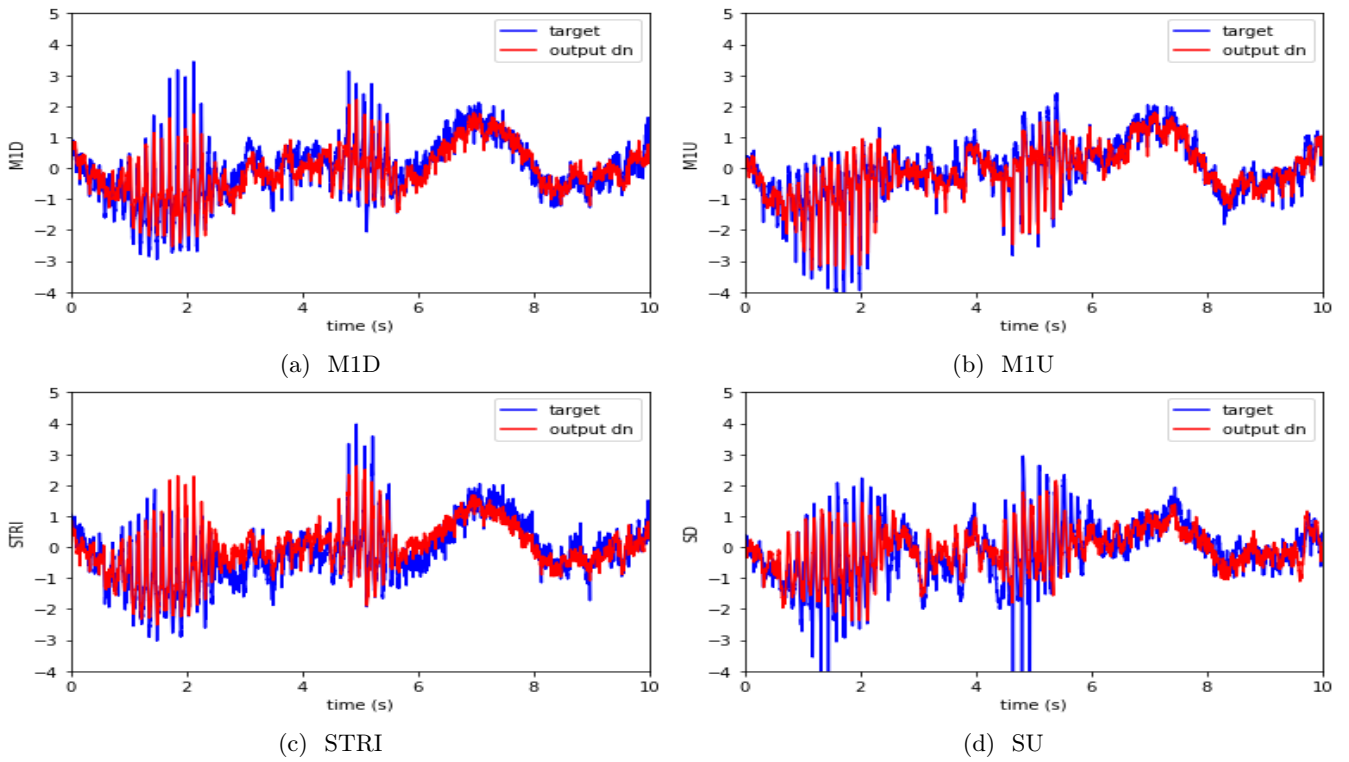 5
4
3
2
1
0
−1
−2
−3
−4
M1D
target
output dn
0 2 4 6 8 10
time (s)
(a) M1D
5
4
3
2
1
0
−1
−2
−3
−4
M1U
target
output dn
0 2 4 6 8 10
time (s)
(b) M1U
5
4
3
2
1
0
−1
−2
−3
−4
STRI
target
output dn
0 2 4 6 8 10
time (s)
(c) STRI
5
4
3
2
1
0
−1
−2
−3
−4
SD
target
output dn
0 2 4 6 8 10
time (s)
(d) SU